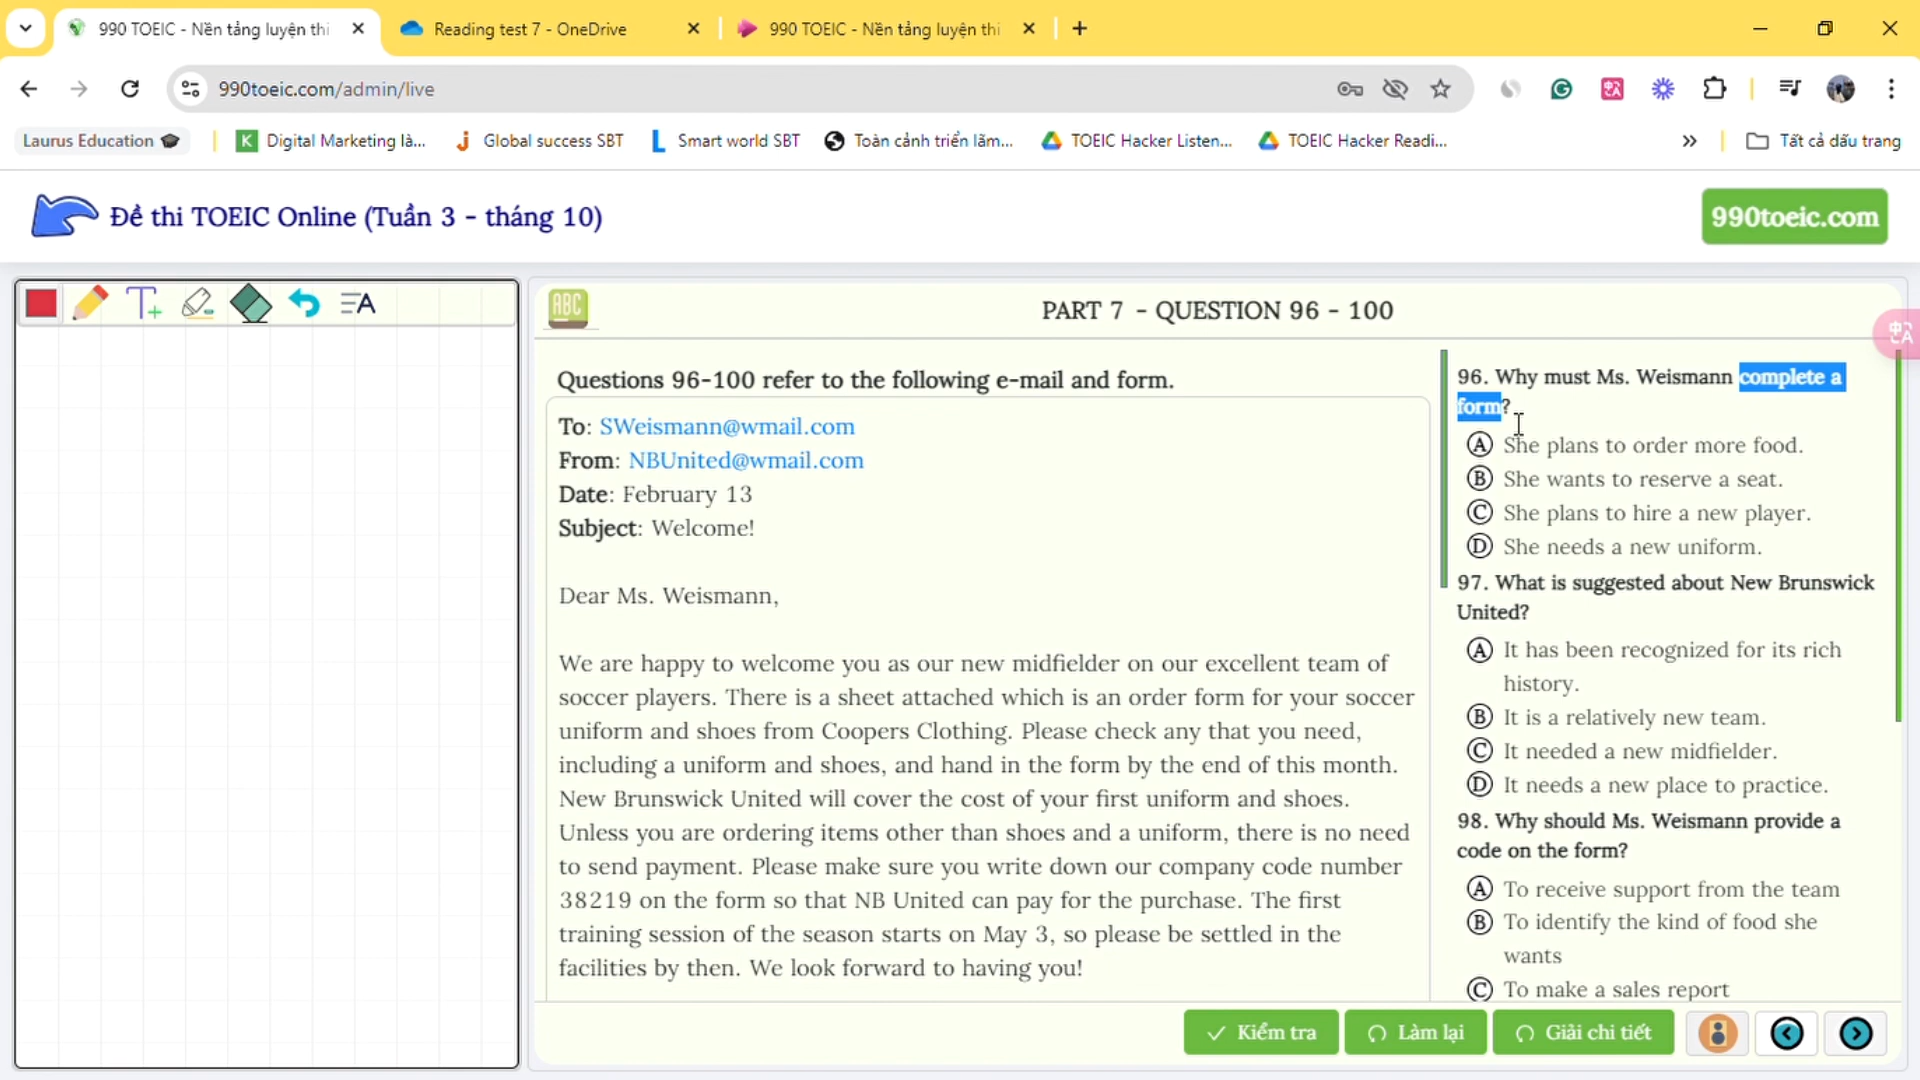 990 TOEIC - Nền tảng luyện thi
Reading test 7 - OneDrive
990 TOEIC - Nền tảng luyện thi
990toeic.com/admin/live
Laurus Education
Digital Marketing là...
Global success SBT
Smart world SBT
Toàn cảnh triển lãm...
TOEIC Hacker Listen...
TOEIC Hacker Readi...
Tất cả dấu trang
Đề thi TOEIC Online (Tuần 3 - tháng 10)
990toeic.com
ABC
PART 7 - QUESTION 96 - 100
Questions 96-100 refer to the following e-mail and form.
To: SWeismann@wmail.com
From: NBUnited@wmail.com
Date: February 13
Subject: Welcome!
Dear Ms. Weismann,
We are happy to welcome you as our new midfielder on our excellent team of
soccer players. There is a sheet attached which is an order form for your soccer
uniform and shoes from Coopers Clothing. Please check any that you need,
including a uniform and shoes, and hand in the form by the end of this month.
New Brunswick United will cover the cost of your first uniform and shoes.
Unless you are ordering items other than shoes and a uniform, there is no need
to send payment. Please make sure you write down our company code number
38219 on the form so that NB United can pay for the purchase. The first
training session of the season starts on May 3, so please be settled in the
facilities by then. We look forward to having you!
96. Why must Ms. Weismann complete a
form?
A She plans to order more food.
B She wants to reserve a seat.
C She plans to hire a new player.
D She needs a new uniform.
97. What is suggested about New Brunswick
United?
A It has been recognized for its rich
history.
B It is a relatively new team.
C It needed a new midfielder.
D It needs a new place to practice.
98. Why should Ms. Weismann provide a
code on the form?
A To receive support from the team
B To identify the kind of food she
wants
C To make a sales report
Kiểm tra
Làm lại
Giải chi tiết